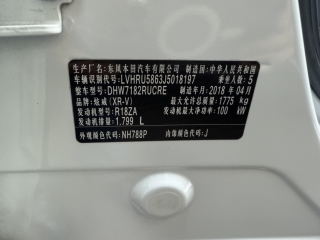 生产厂名: 东风本田汽车有限公司 制造国: 中华人民共和国
车辆识别代号: LVHRU5863J5018197 乘坐人数: 5
整车型号: DHW7182RUCRE 制造年月: 2018 年 04 月
品牌: 炫威 (XR-V) 最大允许总质量: 1775 kg
发动机型号: R18ZA 发动机最大净功率: 100 kW
发动机排量: 1.799 L
外观颜色代码: NH788P 内饰颜色代码: J